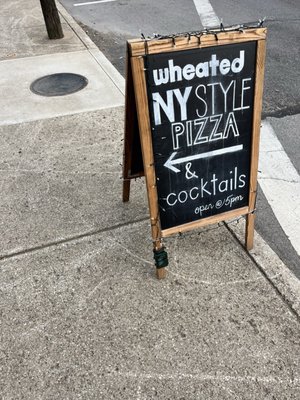 wheated
NY STYLE
PIZZA
&
cocktails
open @ 5pm